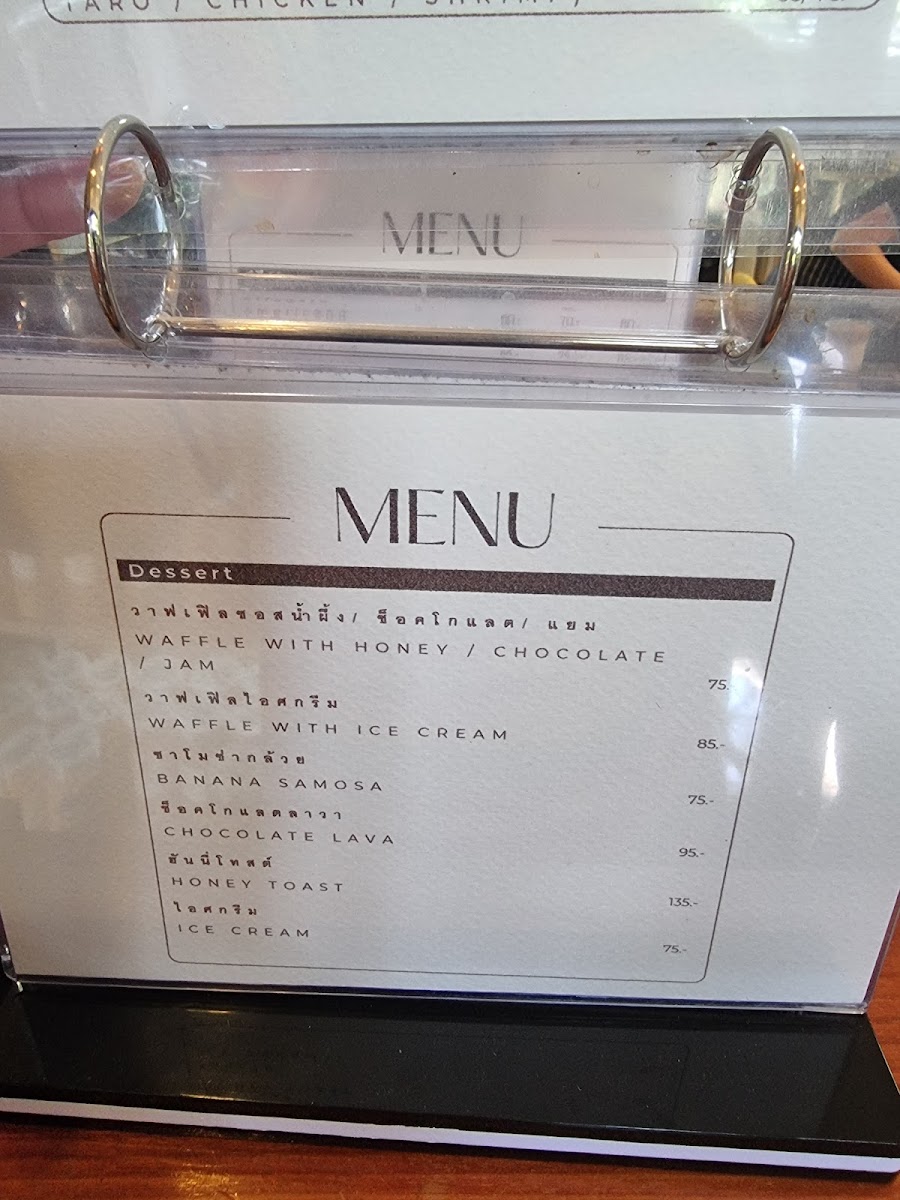 TARO / CHICKEN / SHRIMP /
MENU
MENU
Dessert
วาฟเฟิลซอสน้ำผึ้ง/ ช็อคโกแลต/ แยม
WAFFLE WITH HONEY / CHOCOLATE
/ JAM
75.
วาฟเฟิลไอศกรีม
WAFFLE WITH ICE CREAM
85.-
ซาโมซ่ากล้วย
BANANA SAMOSA
75.-
ช็อคโกแลตลาวา
CHOCOLATE LAVA
95.-
ฮันนี่โทสต์
HONEY TOAST
135.-
ไอศกรีม
ICE CREAM
75.-